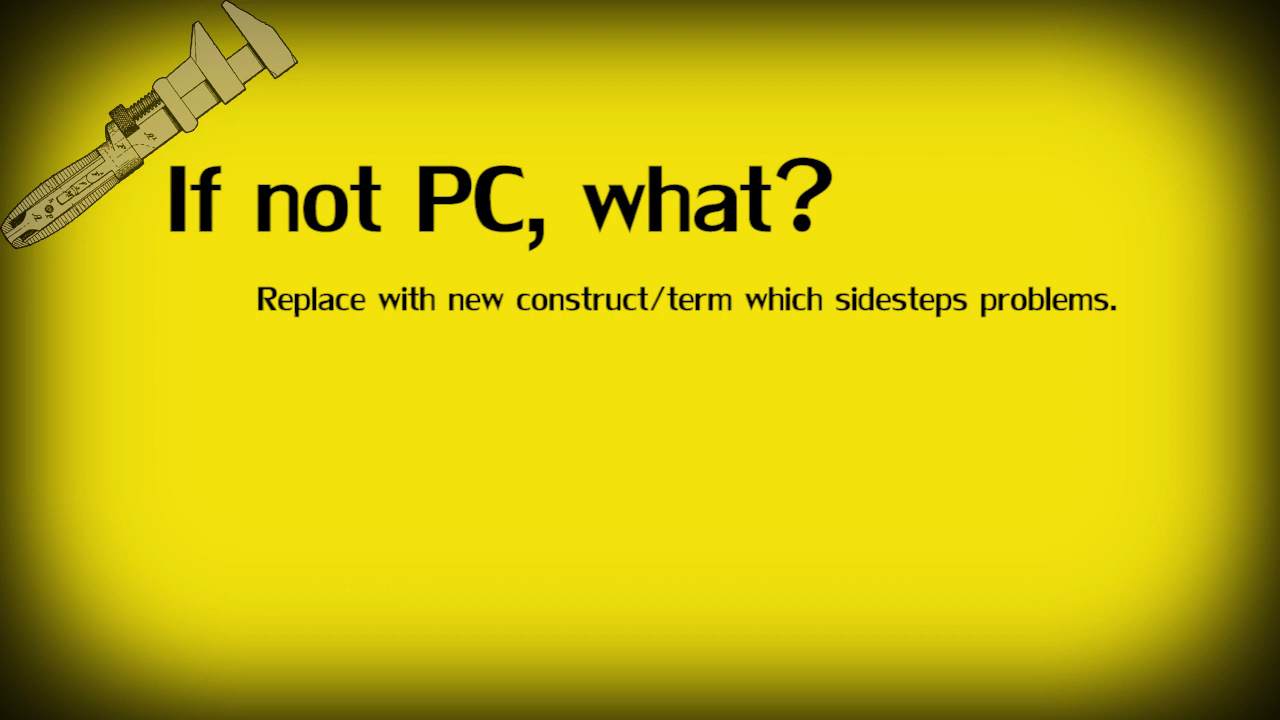 If not PC, what?
Replace with new construct/term which sidesteps problems.